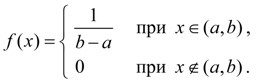 f(x) = { 1/(b−a) при x ∈ (a, b) ,
0 при x ∉ (a, b) .